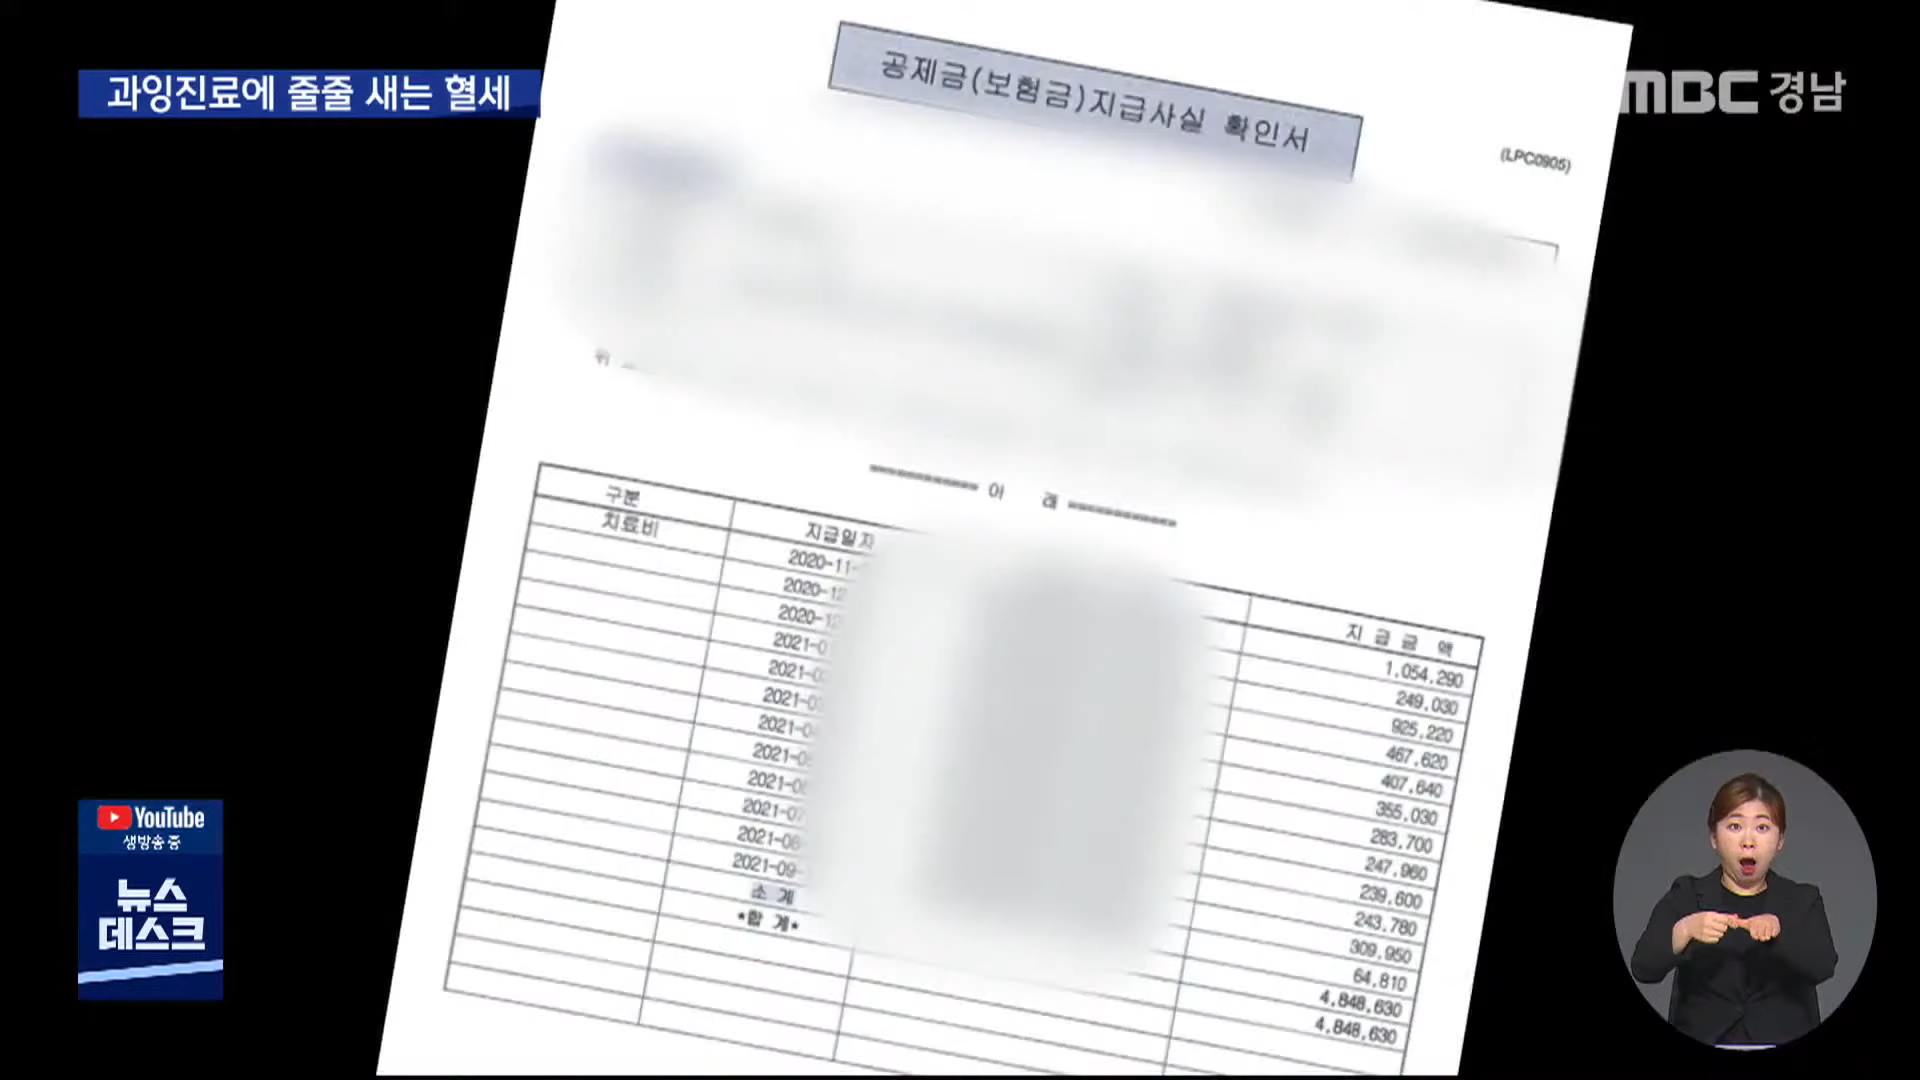 과잉진료에 줄줄 새는 혈세
MBC 경남
공제금(보험금)지급사실 확인서
(LPC0905)
위
============ 아 래 ============
구분 지급일자 지 급 금 액
치료비 2020-11- 1,054,290
2020-12 249,030
2020-12 925,220
2021-0 467,620
2021-0 407,640
2021-0 355,030
2021-0 283,700
2021-0 247,960
2021-0 239,600
2021-07 243,780
2021-08 309,950
2021-09- 64,810
소 계 4,848,630
*합 계* 4,848,630
YouTube
생방송 중
뉴스
데스크